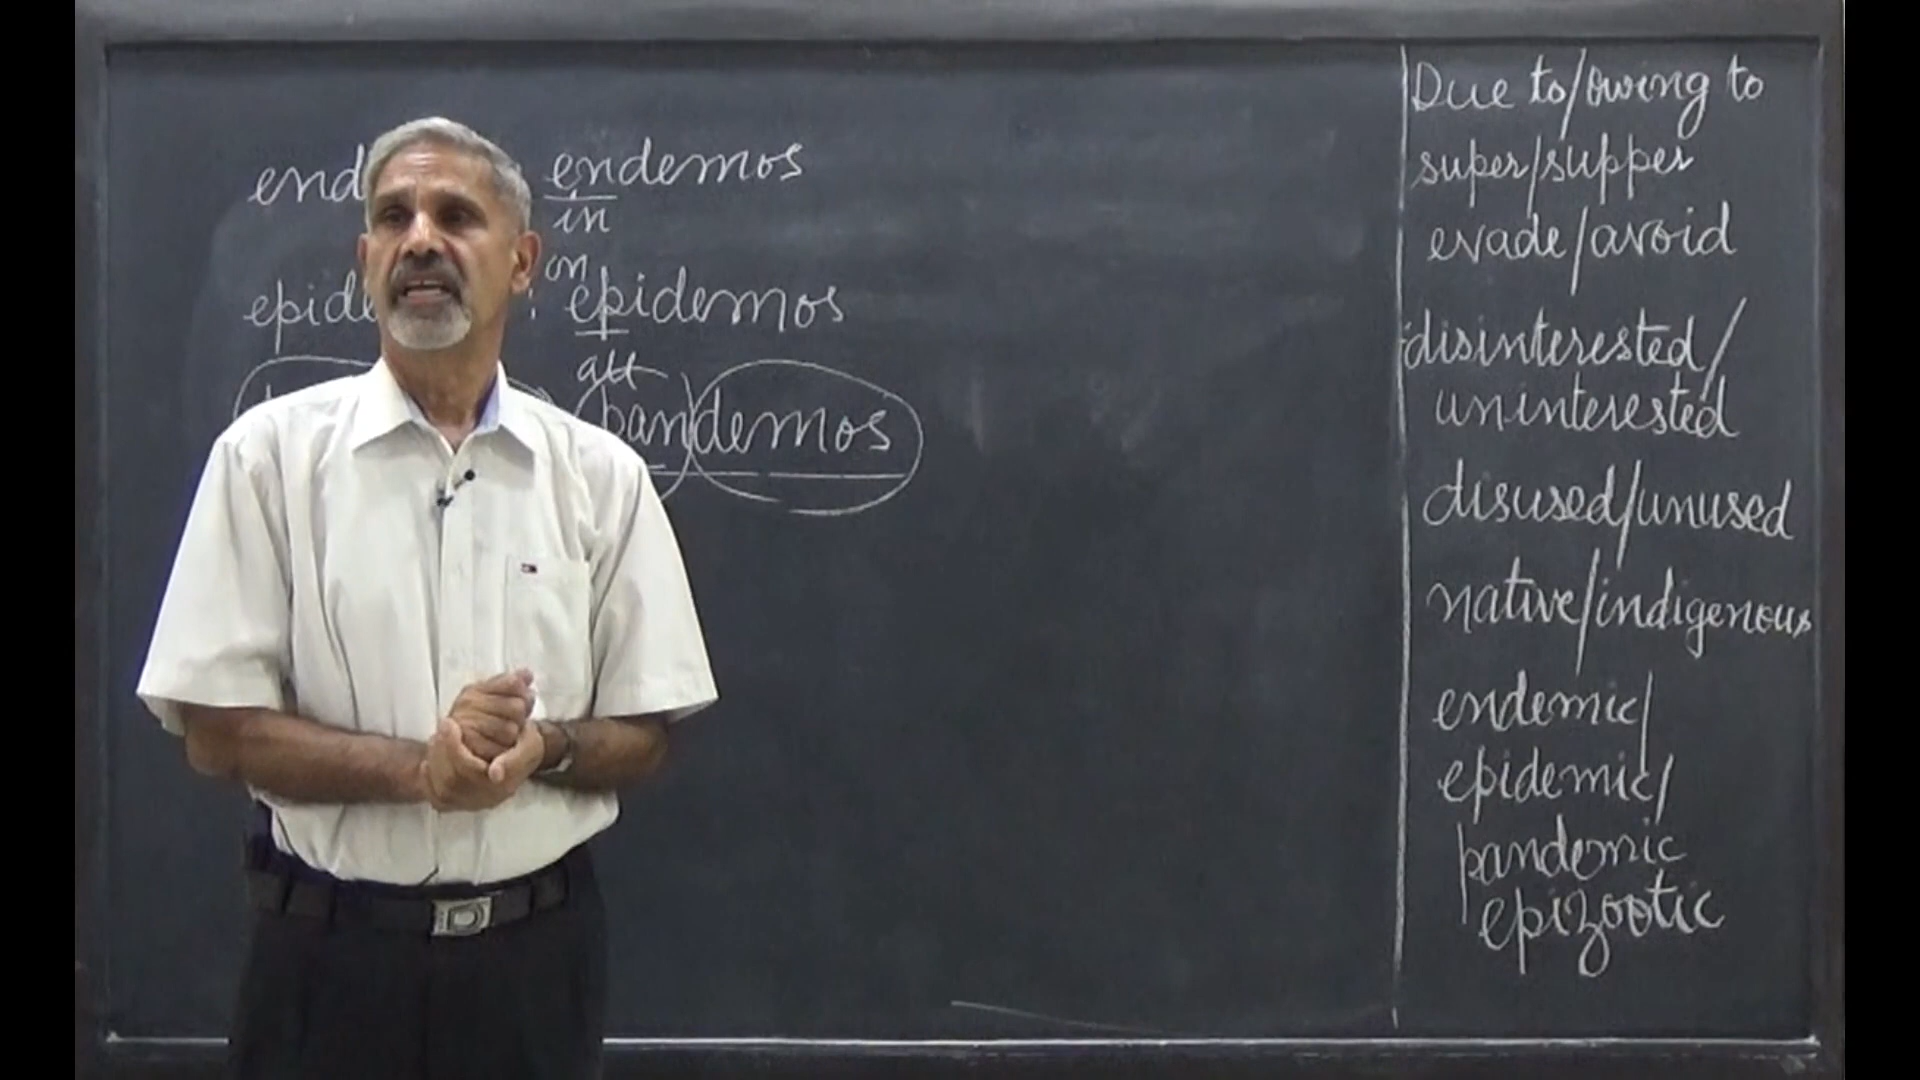 endemos
in
on
epidemos
all
pandemos
Due to/owing to
super/supper
evade/avoid
disinterested/
uninterested
disused/unused
native/indigenous
endemic/
epidemic/
pandemic
epizootic